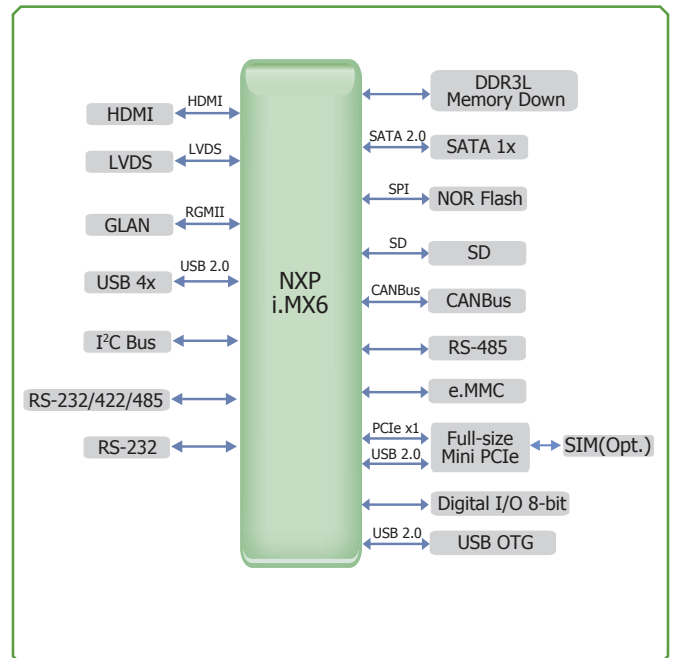 HDMI
HDMI
LVDS
LVDS
GLAN
RGMII
USB 4x
USB 2.0
I²C Bus
RS-232/422/485
RS-232
NXP
i.MX6
DDR3L
Memory Down
SATA 2.0
SATA 1x
SPI
NOR Flash
SD
SD
CANBus
CANBus
RS-485
e.MMC
PCIe x1
USB 2.0
Full-size
Mini PCIe
SIM(Opt.)
Digital I/O 8-bit
USB 2.0
USB OTG